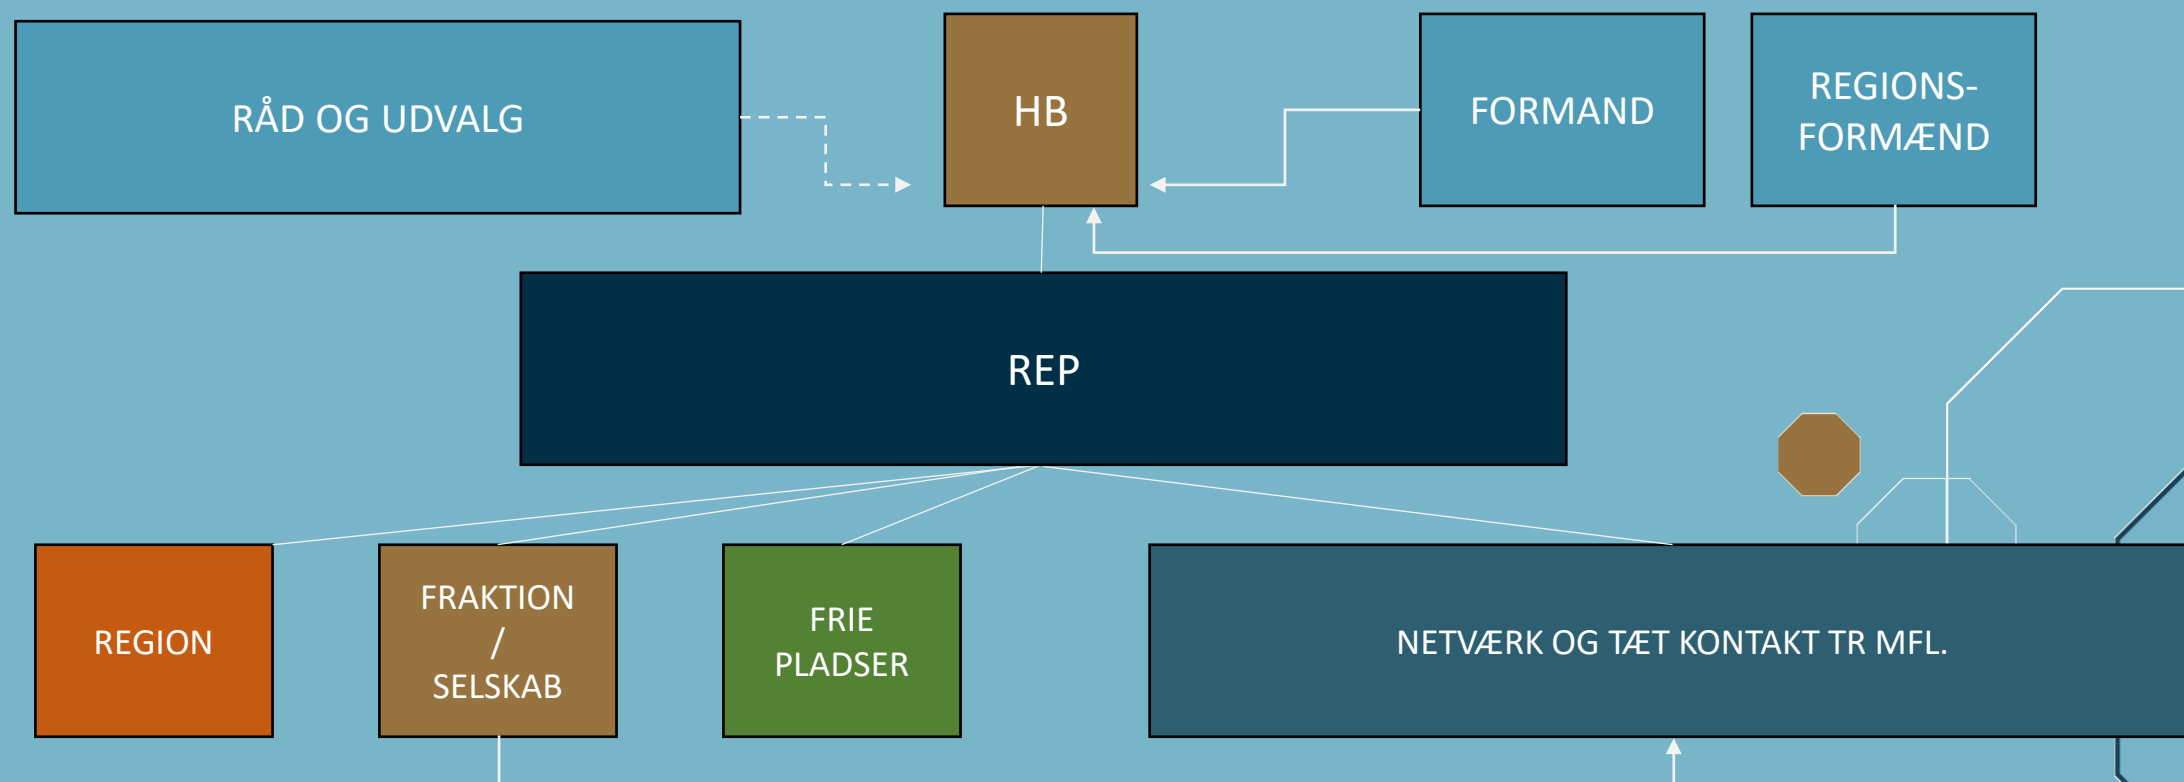 RÅD OG UDVALG
HB
FORMAND
REGIONS-
FORMÆND
REP
REGION
FRAKTION
/
SELSKAB
FRIE
PLADSER
NETVÆRK OG TÆT KONTAKT TR MFL.